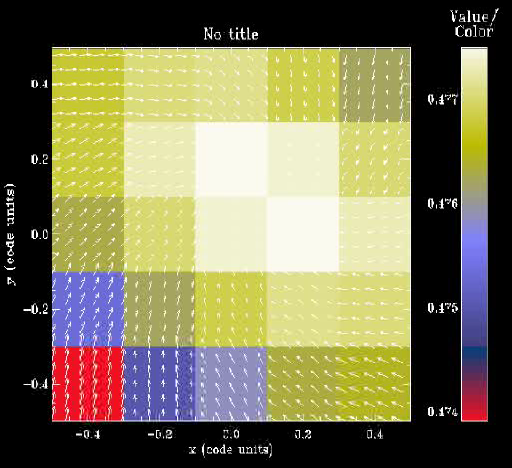 Value/
Color
No title
0.4
0.477
0.2
0.476
0.0
y (code units)
-0.2
0.475
-0.4
0.474
-0.4 -0.2 0.0 0.2 0.4
x (code units)